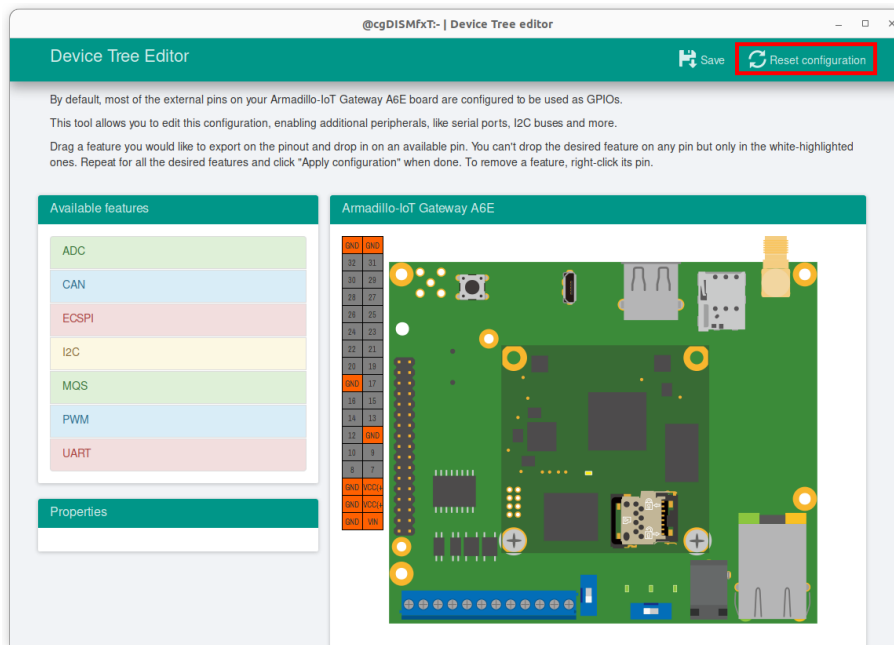 @cgDISMfxT:- | Device Tree editor
Device Tree Editor
Save
Reset configuration
By default, most of the external pins on your Armadillo-IoT Gateway A6E board are configured to be used as GPIOs.
This tool allows you to edit this configuration, enabling additional peripherals, like serial ports, I2C buses and more.
Drag a feature you would like to export on the pinout and drop in on an available pin. You can't drop the desired feature on any pin but only in the white-highlighted
ones. Repeat for all the desired features and click "Apply configuration" when done. To remove a feature, right-click its pin.
Available features
ADC
CAN
ECSPI
I2C
MQS
PWM
UART
Properties
Armadillo-IoT Gateway A6E
GND GND
32 31
30 29
28 27
26 25
24 23
22 21
20 19
GND 17
16 15
14 13
12 GND
10 9
8 7
GND VCC(+
GND VCC(+
GND VIN